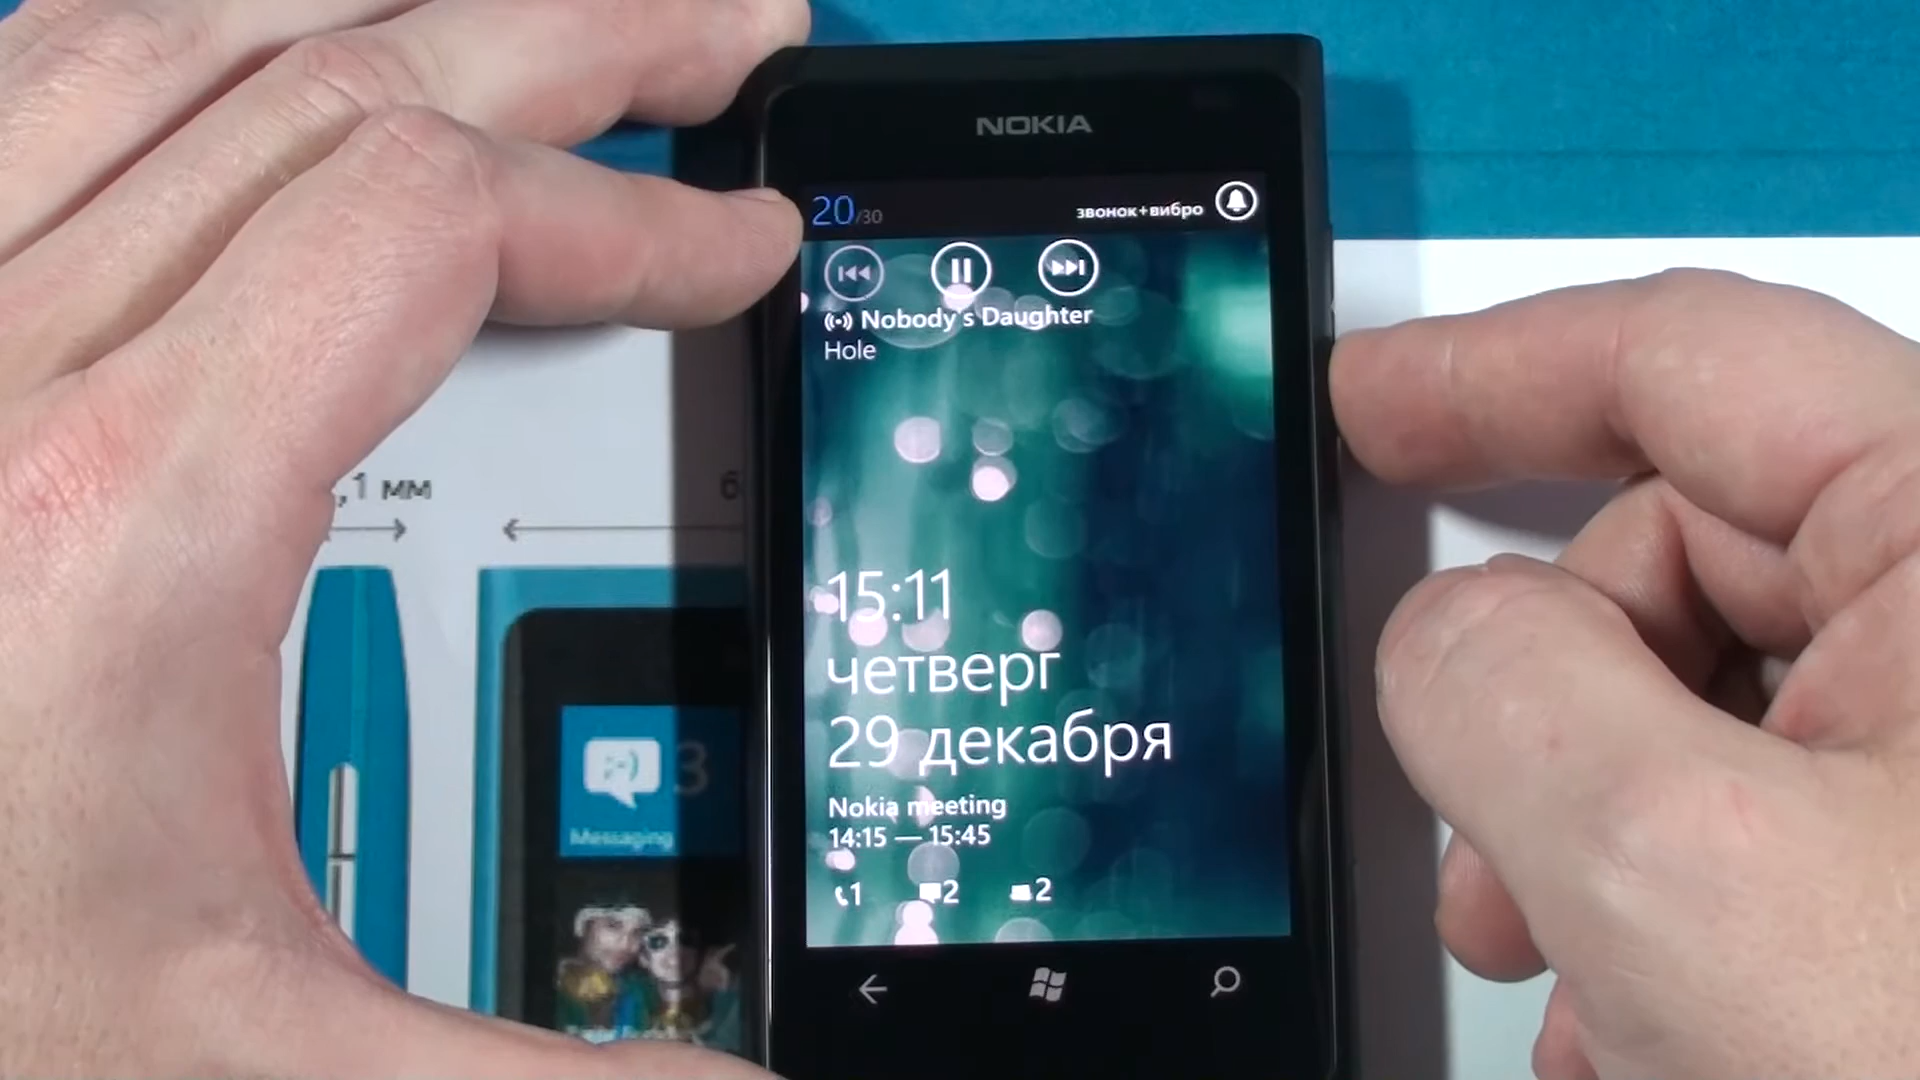 NOKIA
20/30
звонок+вибро
Nobody's Daughter
Hole
,1 мм
15:11
четверг
29 декабря
3
Messaging
Nokia meeting
14:15 — 15:45
1 2 2